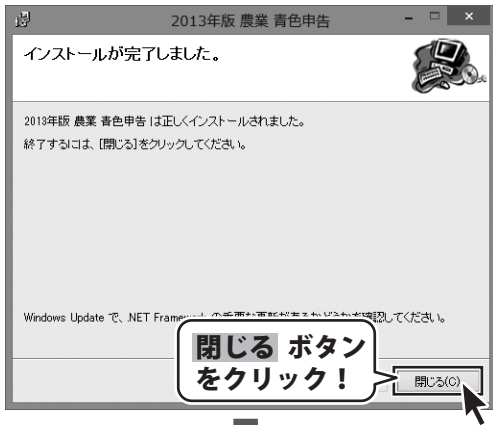 2013年版 農業 青色申告
インストールが完了しました。
2013年版 農業 青色申告 は正しくインストールされました。
終了するには、[閉じる]をクリックしてください。
Windows Update で、.NET Framework の重要な更新があるかどうかを確認してください。
閉じる ボタン
をクリック！
閉じる(C)